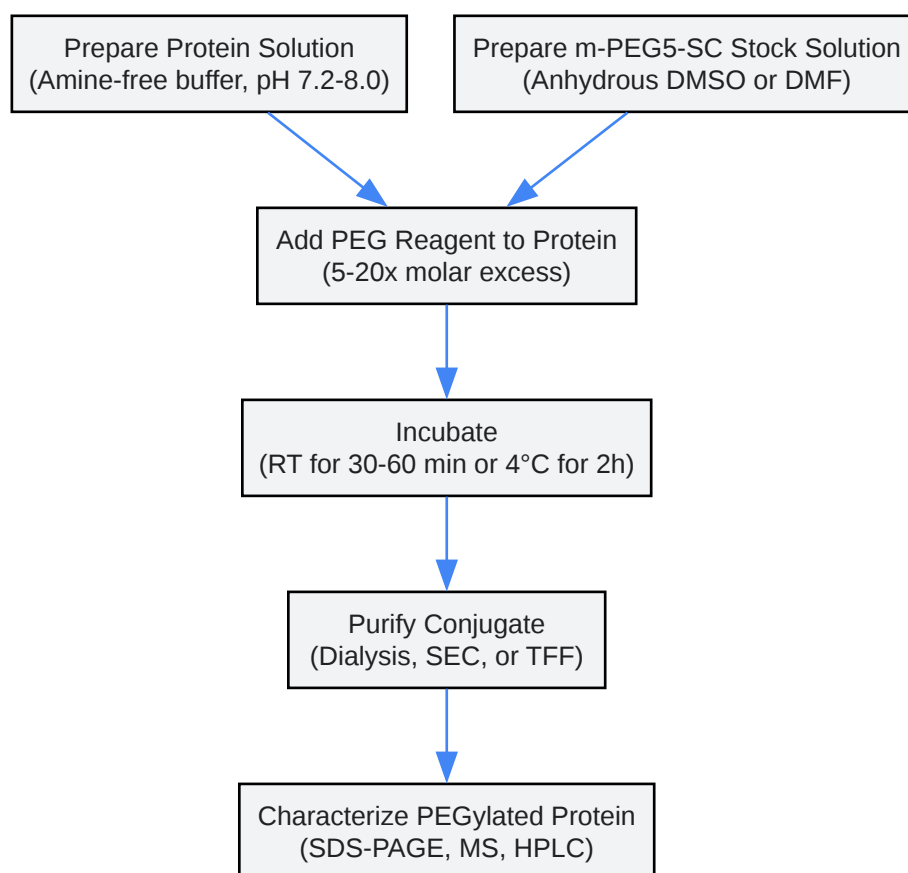 Prepare Protein Solution
(Amine-free buffer, pH 7.2-8.0)
Prepare m-PEG5-SC Stock Solution
(Anhydrous DMSO or DMF)
Add PEG Reagent to Protein
(5-20x molar excess)
Incubate
(RT for 30-60 min or 4°C for 2h)
Purify Conjugate
(Dialysis, SEC, or TFF)
Characterize PEGylated Protein
(SDS-PAGE, MS, HPLC)